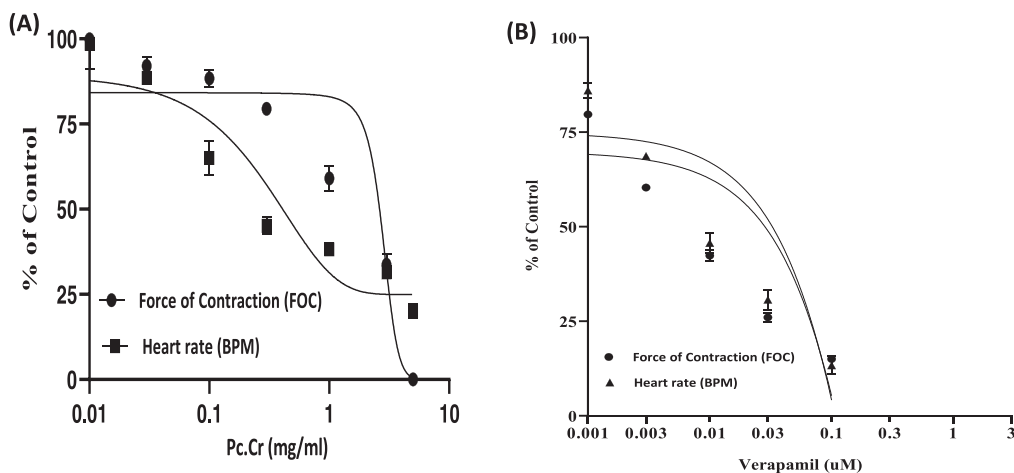 (A)
100
75
50
25
0
% of Control
Force of Contraction (FOC)
Heart rate (BPM)
0.01 0.1 1 10
Pc.Cr (mg/ml)
(B)
100
75
50
25
0
% of Control
Force of Contraction (FOC)
Heart rate (BPM)
0.001 0.003 0.01 0.03 0.1 0.3 1 3
Verapamil (uM)